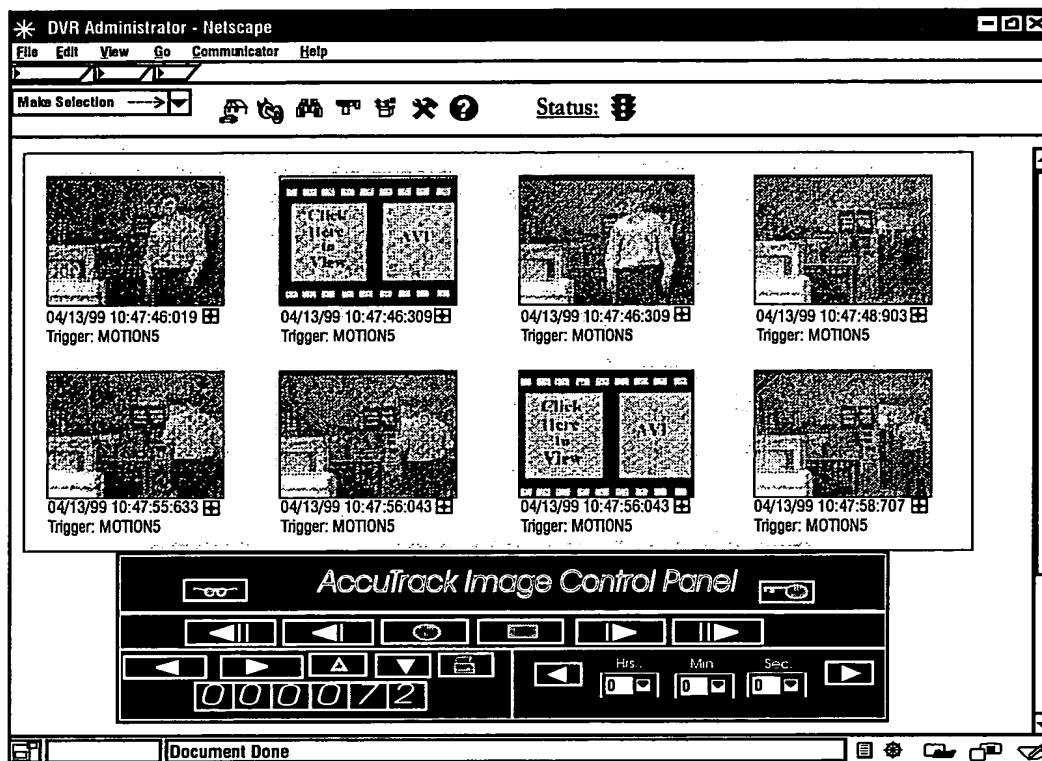 DVR Administrator - Netscape
File Edit View Go Communicator Help
Make Selection --->
Status:
Click Here to View AVI
04/13/99 10:47:46:019 04/13/99 10:47:46:309 04/13/99 10:47:46:309 04/13/99 10:47:48:903
Trigger: MOTION5 Trigger: MOTION5 Trigger: MOTION5 Trigger: MOTION5
Click Here to View AVI
04/13/99 10:47:55:633 04/13/99 10:47:56:043 04/13/99 10:47:56:043 04/13/99 10:47:58:707
Trigger: MOTION5 Trigger: MOTION5 Trigger: MOTION5 Trigger: MOTION5
AccuTrack Image Control Panel
Hrs.. Min Sec.
0 0 0
000072
Document Done